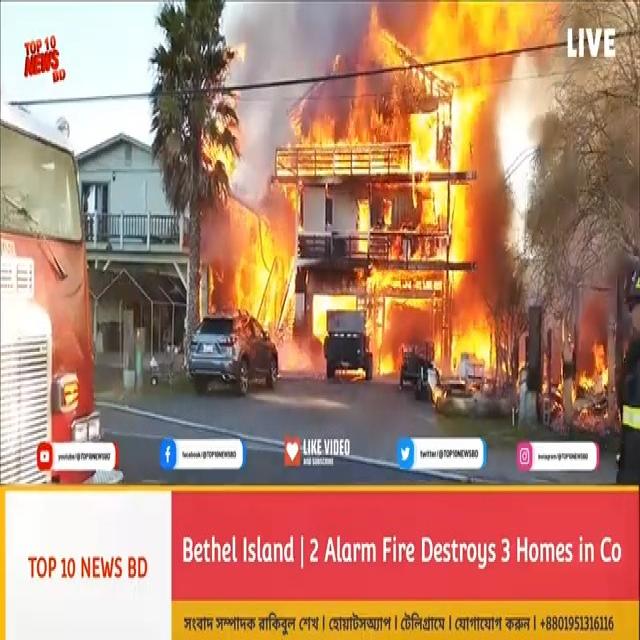 TOP 10
NEWS
BD
LIVE
youtube/@TOP10NEWSBD
facebook/@TOP10NEWSBD
LIKE VIDEO
AND SUBSCRIBE
twitter/@TOP10NEWSBD
Instagram/@TOP10NEWSBD
TOP 10 NEWS BD
Bethel Island | 2 Alarm Fire Destroys 3 Homes in Co
সংবাদ সম্পাদক রাকিবুল শেখ | হোয়াটসঅ্যাপ | টেলিগ্রামে | যোগাযোগ করুন | +8801951316116